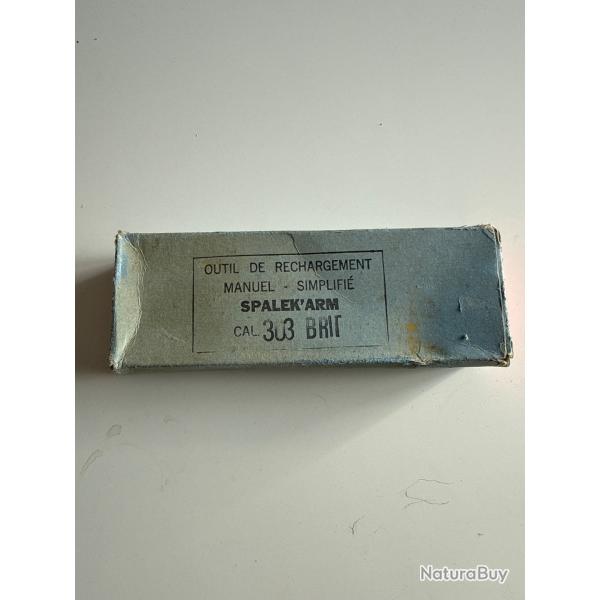 OUTIL DE RECHARGEMENT
MANUEL - SIMPLIFIÉ
SPALEK'ARM
CAL. 303 BRIT
NaturaBuy